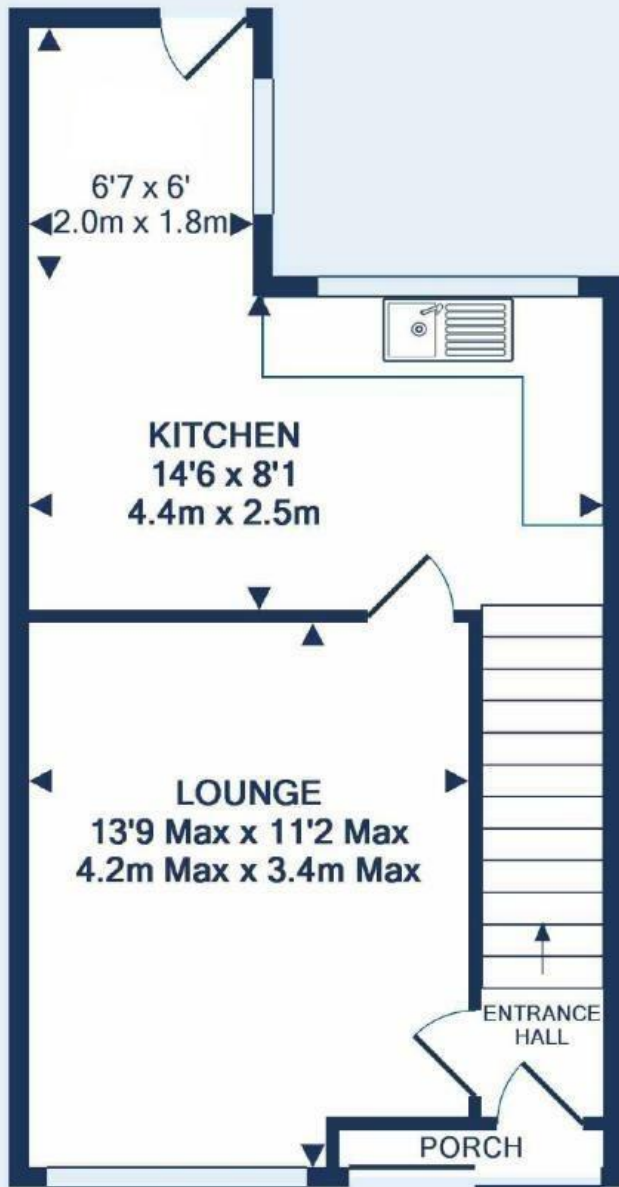 6'7 x 6'
2.0m x 1.8m
KITCHEN
14'6 x 8'1
4.4m x 2.5m
LOUNGE
13'9 Max x 11'2 Max
4.2m Max x 3.4m Max
ENTRANCE
HALL
PORCH